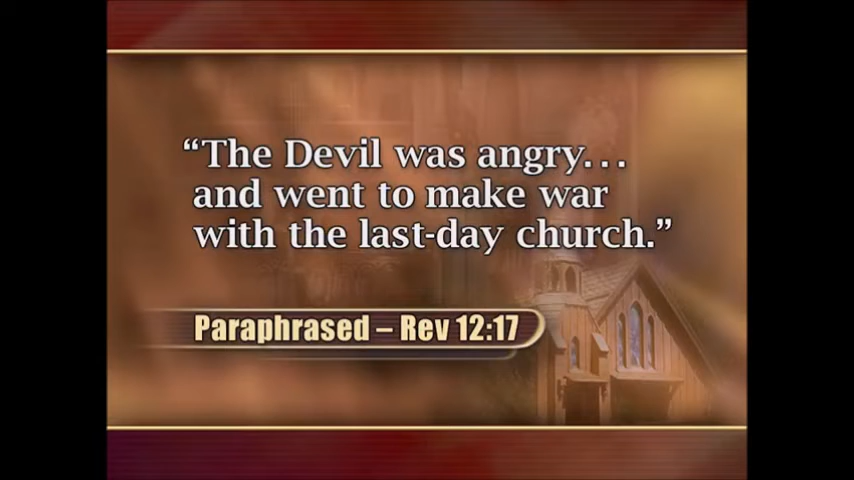 “The Devil was angry...
and went to make war
with the last-day church.”
Paraphrased – Rev 12:17